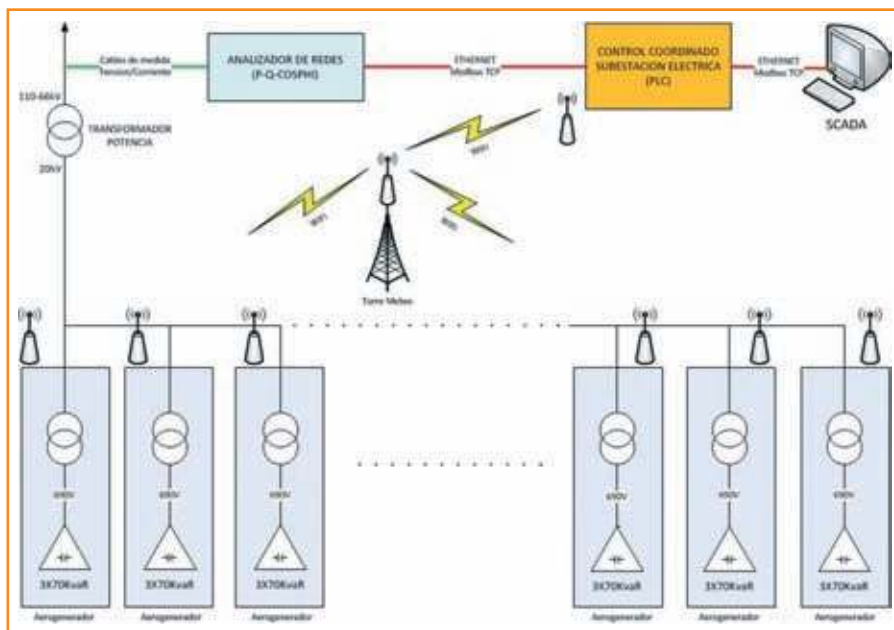 Cables de medida
Tension/Corriente
ANALIZADOR DE REDES
(P-Q-COSPHI)
ETHERNET
Modbus TCP
CONTROL COORDINADO
SUBESTACION ELECTRICA
(PLC)
ETHERNET
Modbus TCP
SCADA
110-66kV
TRANSFORMADOR
POTENCIA
20kV
WIFI
WIFI
WIFI
Torre Meteo
690V
690V
690V
690V
690V
690V
3X70KvaR
3X70KvaR
3X70KvaR
3X70KvaR
3X70KvaR
3X70KvaR
Aerogenerador
Aerogenerador
Aerogenerador
Aerogenerador
Aerogenerador
Aerogenerador